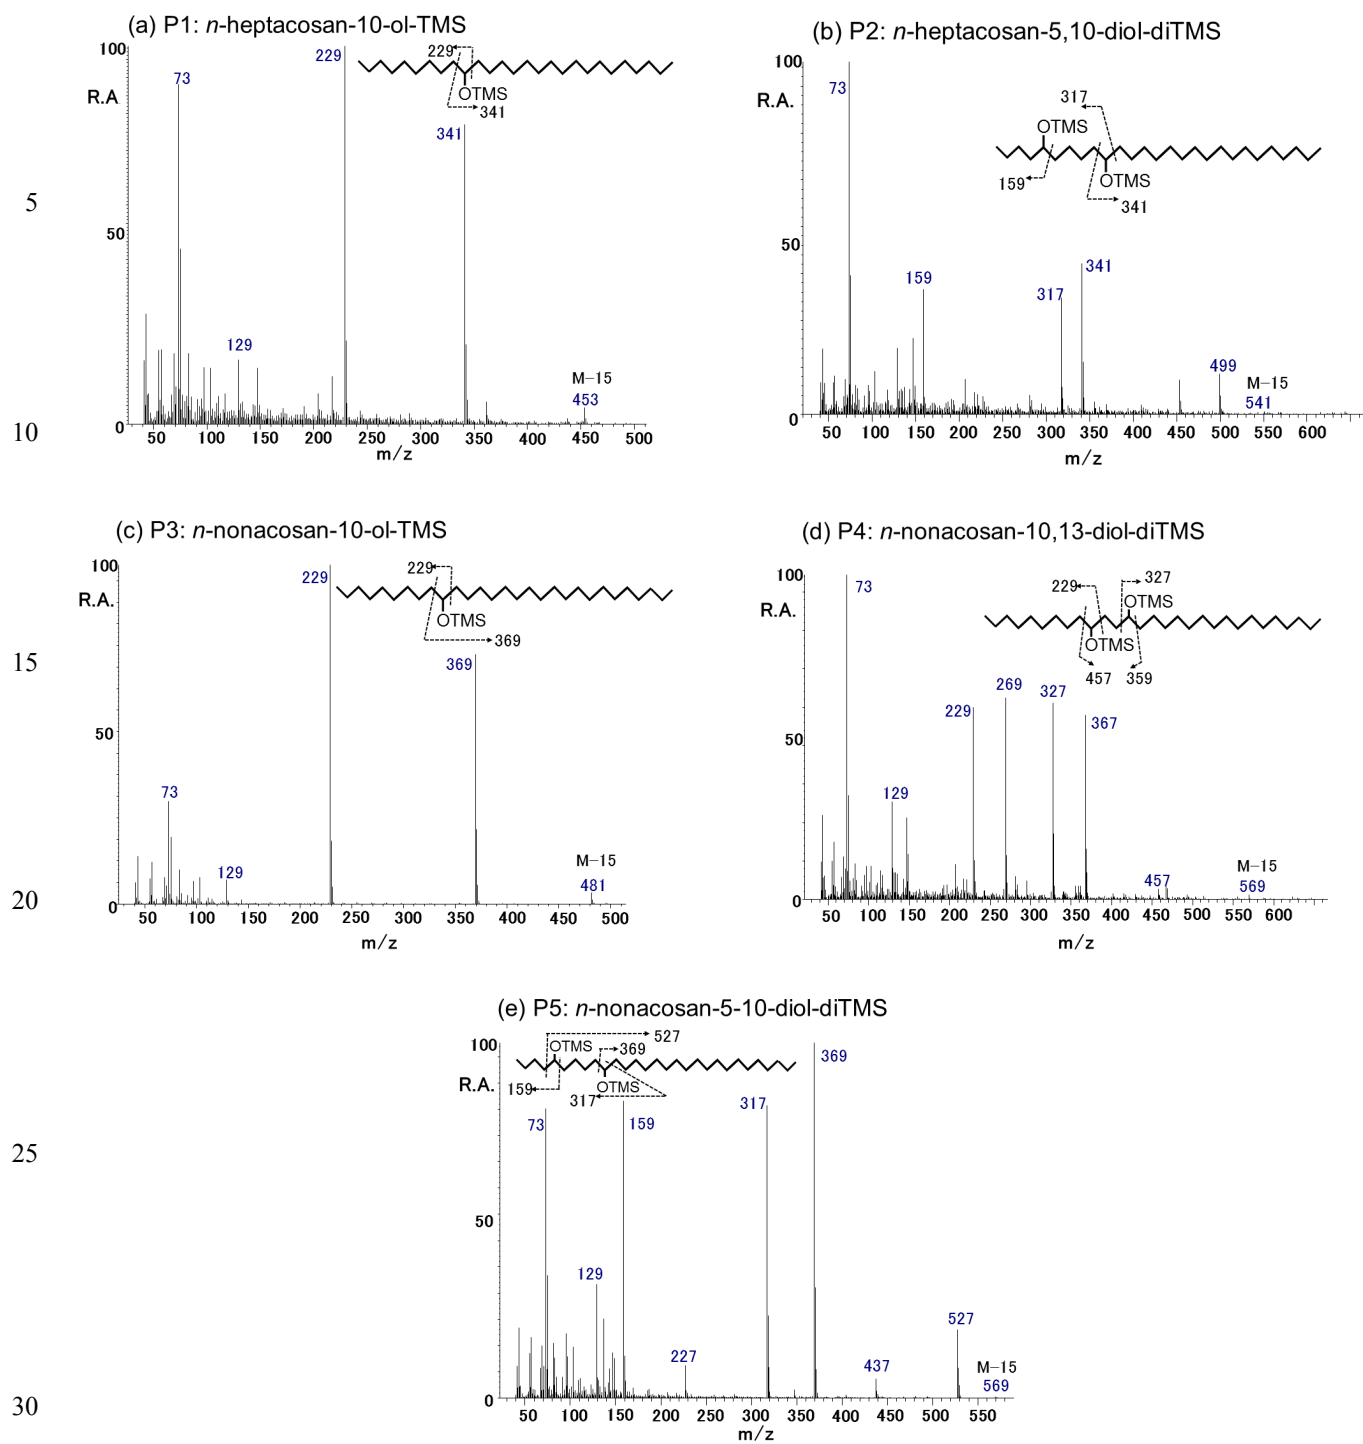 (a) P1: n-heptacosan-10-ol-TMS
100
R.A.
50
0
73
129
229
341
M-15
453
229
OTMS
341
50 100 150 200 250 300 350 400 450 500
m/z
(b) P2: n-heptacosan-5,10-diol-diTMS
100
R.A.
50
0
73
159
317
341
499
M-15
541
317
OTMS
159
OTMS
341
50 100 150 200 250 300 350 400 450 500 550 600
m/z
5
10
(c) P3: n-nonacosan-10-ol-TMS
100
R.A.
50
0
73
129
229
369
M-15
481
229
OTMS
369
50 100 150 200 250 300 350 400 450 500
m/z
(d) P4: n-nonacosan-10,13-diol-diTMS
100
R.A.
50
0
73
129
229
269
327
367
457
M-15
569
229
327
OTMS
OTMS
457 359
50 100 150 200 250 300 350 400 450 500 550 600
m/z
15
20
(e) P5: n-nonacosan-5-10-diol-diTMS
100
R.A.
50
0
73
129
159
227
317
369
437
527
M-15
569
527
OTMS
369
159
OTMS
317
50 100 150 200 250 300 350 400 450 500 550
m/z
25
30